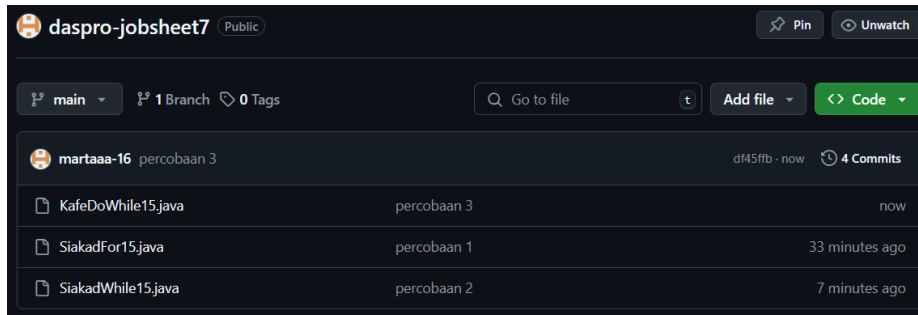 daspro-jobsheet7 Public Pin Unwatch
main 1 Branch 0 Tags Go to file t Add file <> Code
martaaa-16 percobaan 3 df45ffb · now 4 Commits
KafeDoWhile15.java percobaan 3 now
SiakadFor15.java percobaan 1 33 minutes ago
SiakadWhile15.java percobaan 2 7 minutes ago